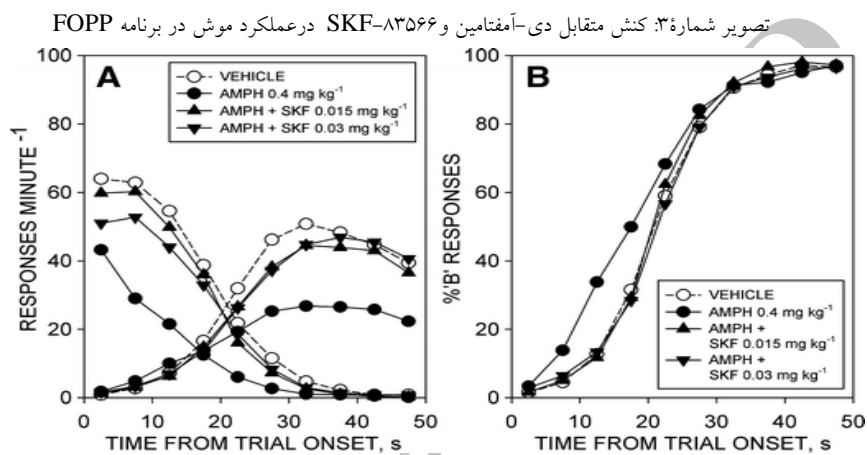 تصویر شمارهٔ۳: کنش متقابل دی-آمفتامین و SKF-۸۳۵۶۶ درعملکرد موش در برنامه FOPP
A
VEHICLE
AMPH 0.4 mg kg⁻¹
AMPH + SKF 0.015 mg kg⁻¹
AMPH + SKF 0.03 mg kg⁻¹
RESPONSES MINUTE⁻¹
100
80
60
40
20
0
0 10 20 30 40 50
TIME FROM TRIAL ONSET, s
B
%'B' RESPONSES
100
80
60
40
20
0
VEHICLE
AMPH 0.4 mg kg⁻¹
AMPH +
SKF 0.015 mg kg⁻¹
AMPH +
SKF 0.03 mg kg⁻¹
0 10 20 30 40 50
TIME FROM TRIAL ONSET, s